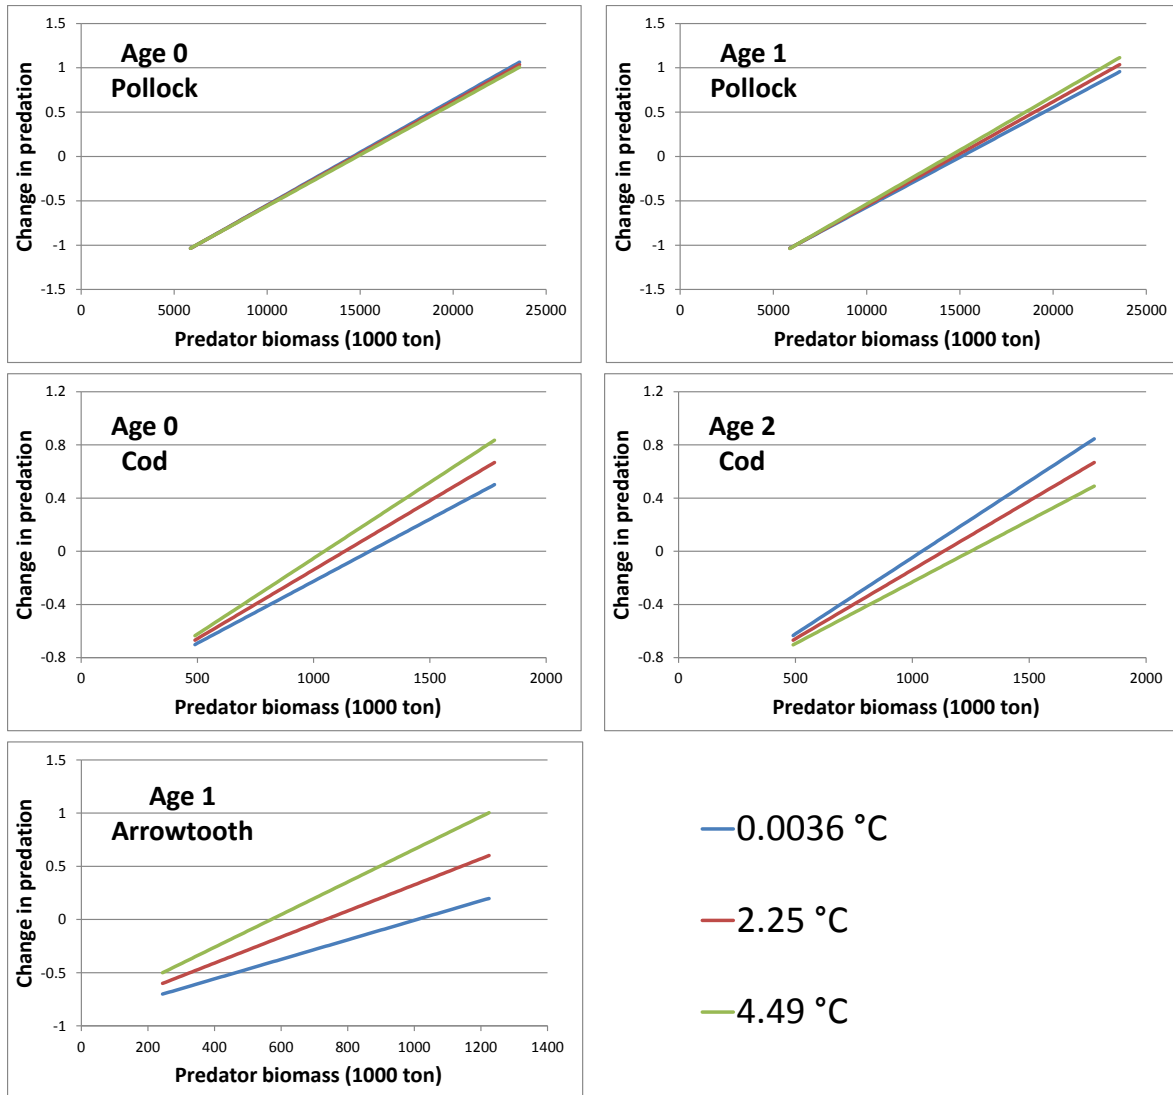 Age 0
Pollock
Change in predation
1.5
1
0.5
0
-0.5
-1
-1.5
0 5000 10000 15000 20000 25000
Predator biomass (1000 ton)
Age 1
Pollock
Change in predation
1.5
1
0.5
0
-0.5
-1
-1.5
0 5000 10000 15000 20000 25000
Predator biomass (1000 ton)
Age 0
Cod
Change in predation
1.2
0.8
0.4
0
-0.4
-0.8
0 500 1000 1500 2000
Predator biomass (1000 ton)
Age 2
Cod
Change in predation
1.2
0.8
0.4
0
-0.4
-0.8
0 500 1000 1500 2000
Predator biomass (1000 ton)
Age 1
Arrowtooth
Change in predation
1.5
1
0.5
0
-0.5
-1
0 200 400 600 800 1000 1200 1400
Predator biomass (1000 ton)
0.0036 °C
2.25 °C
4.49 °C